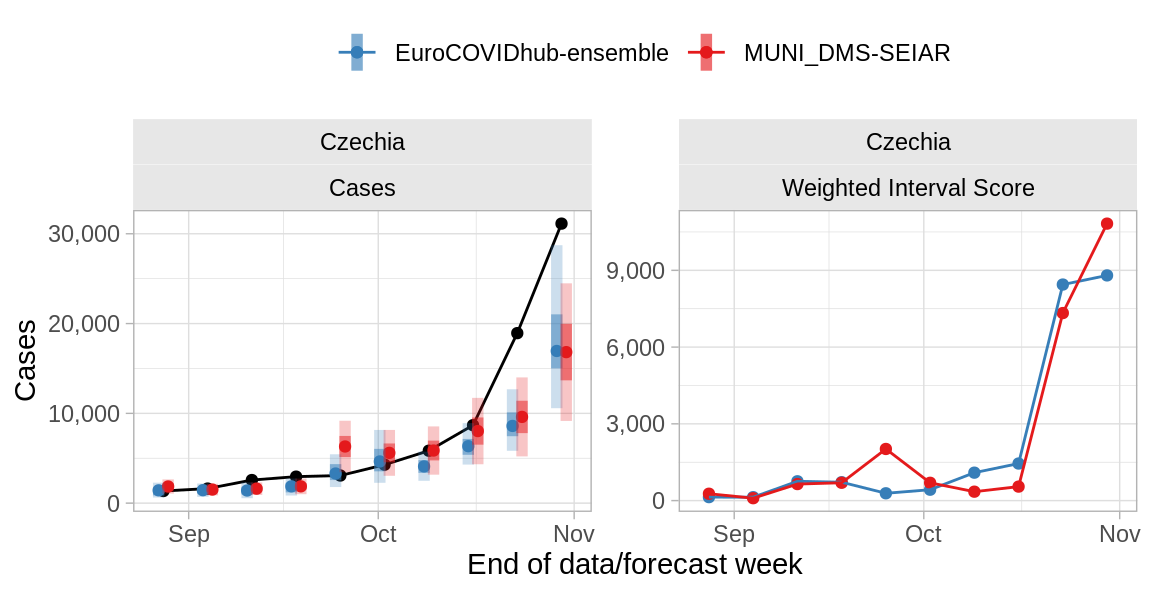 EuroCOVIDhub-ensemble MUNI_DMS-SEIAR
Czechia
Cases
Czechia
Weighted Interval Score
Cases
30,000
20,000
10,000
0
Sep Oct Nov
9,000
6,000
3,000
0
Sep Oct Nov
End of data/forecast week